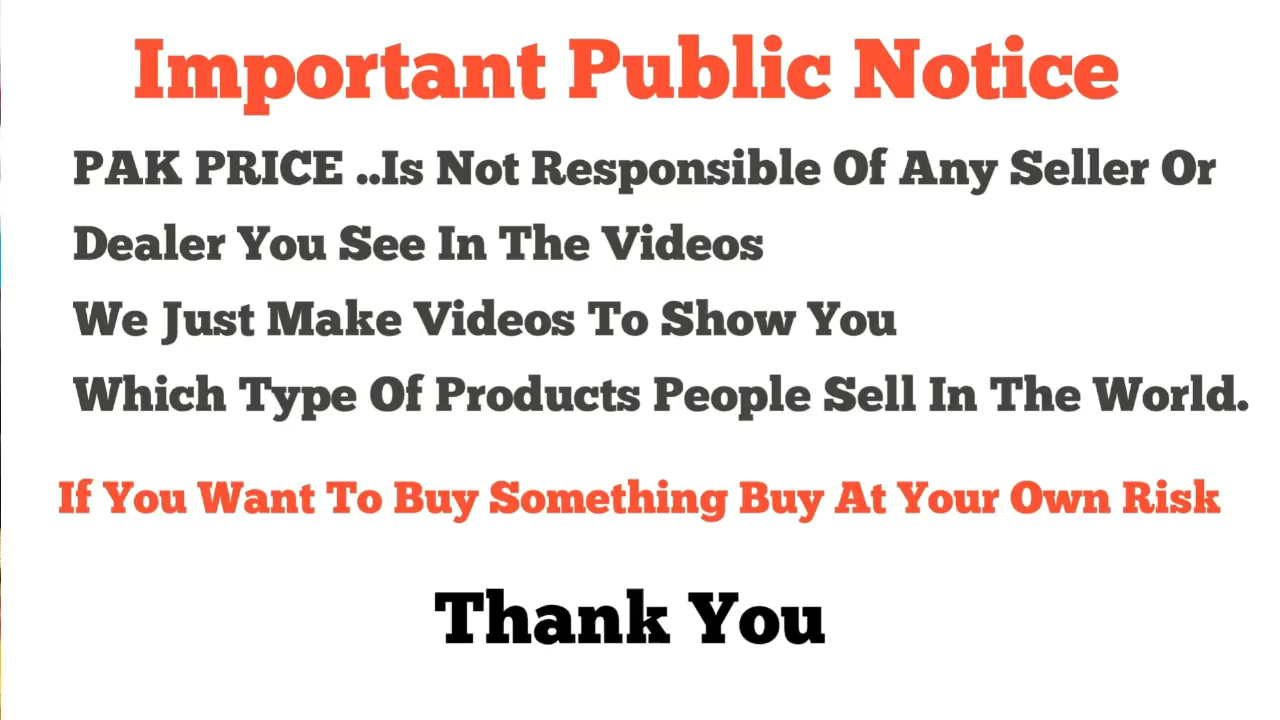 Important Public Notice
PAK PRICE ..Is Not Responsible Of Any Seller Or
Dealer You See In The Videos
We Just Make Videos To Show You
Which Type Of Products People Sell In The World.
If You Want To Buy Something Buy At Your Own Risk
Thank You